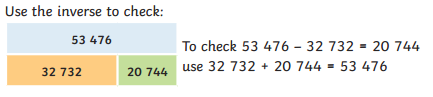 Use the inverse to check:
53 476
32 732 20 744
To check 53 476 – 32 732 = 20 744
use 32 732 + 20 744 = 53 476